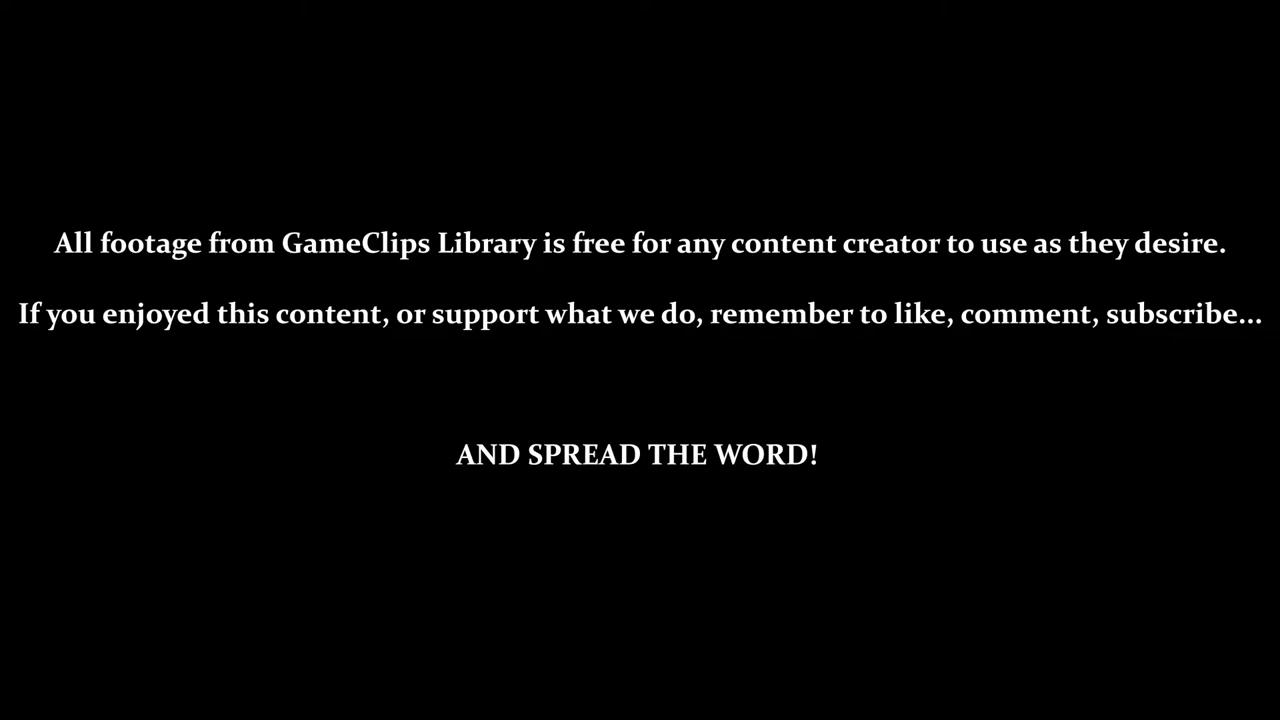 All footage from GameClips Library is free for any content creator to use as they desire.
If you enjoyed this content, or support what we do, remember to like, comment, subscribe...
AND SPREAD THE WORD!